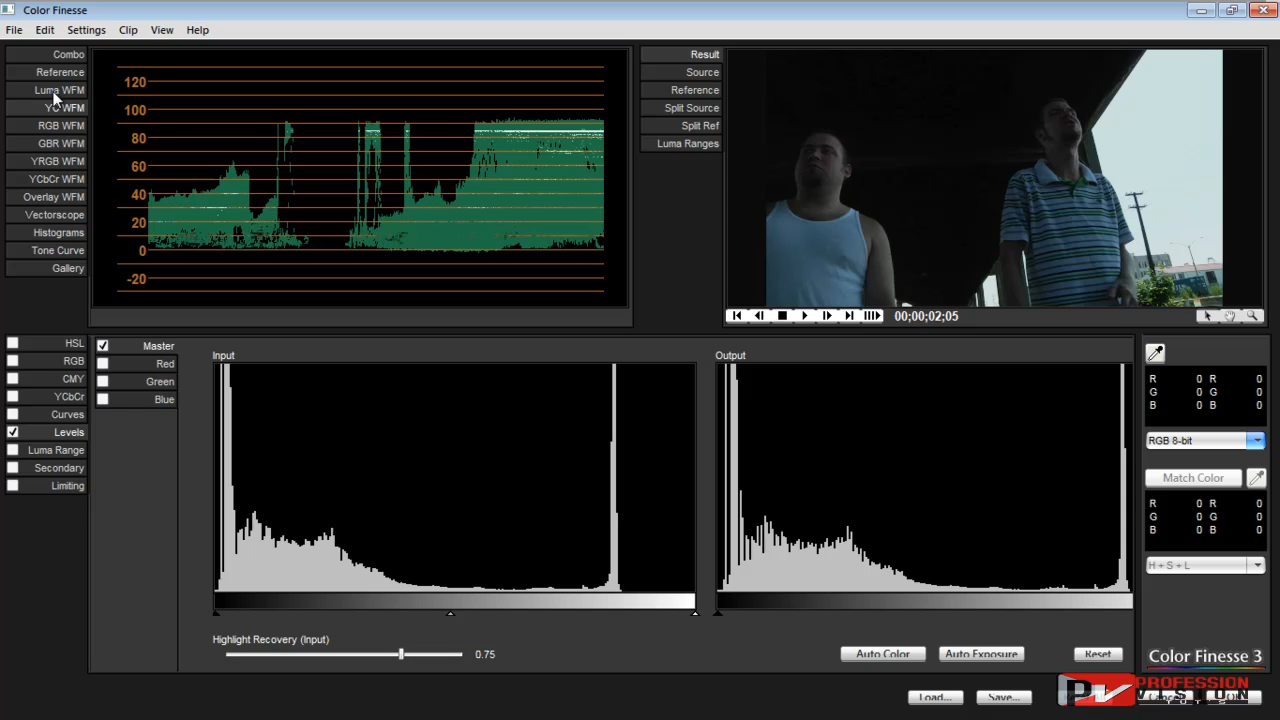 Color Finesse
File Edit Settings Clip View Help
Combo
Reference
Luma WFM
YC WFM
RGB WFM
GBR WFM
YRGB WFM
YCbCr WFM
Overlay WFM
Vectorscope
Histograms
Tone Curve
Gallery
120
100
80
60
40
20
0
-20
Result
Source
Reference
Split Source
Split Ref
Luma Ranges
00;00;02;05
HSL
RGB
CMY
YCbCr
Curves
Levels
Luma Range
Secondary
Limiting
Master
Red
Green
Blue
Input
Output
Highlight Recovery (Input)
0.75
Auto Color
Auto Exposure
Reset
R 0 R 0
G 0 G 0
B 0 B 0
RGB 8-bit
Match Color
R 0 R 0
G 0 G 0
B 0 B 0
H + S + L
Color Finesse 3
Load...
Save...
PROFESSION
VISION